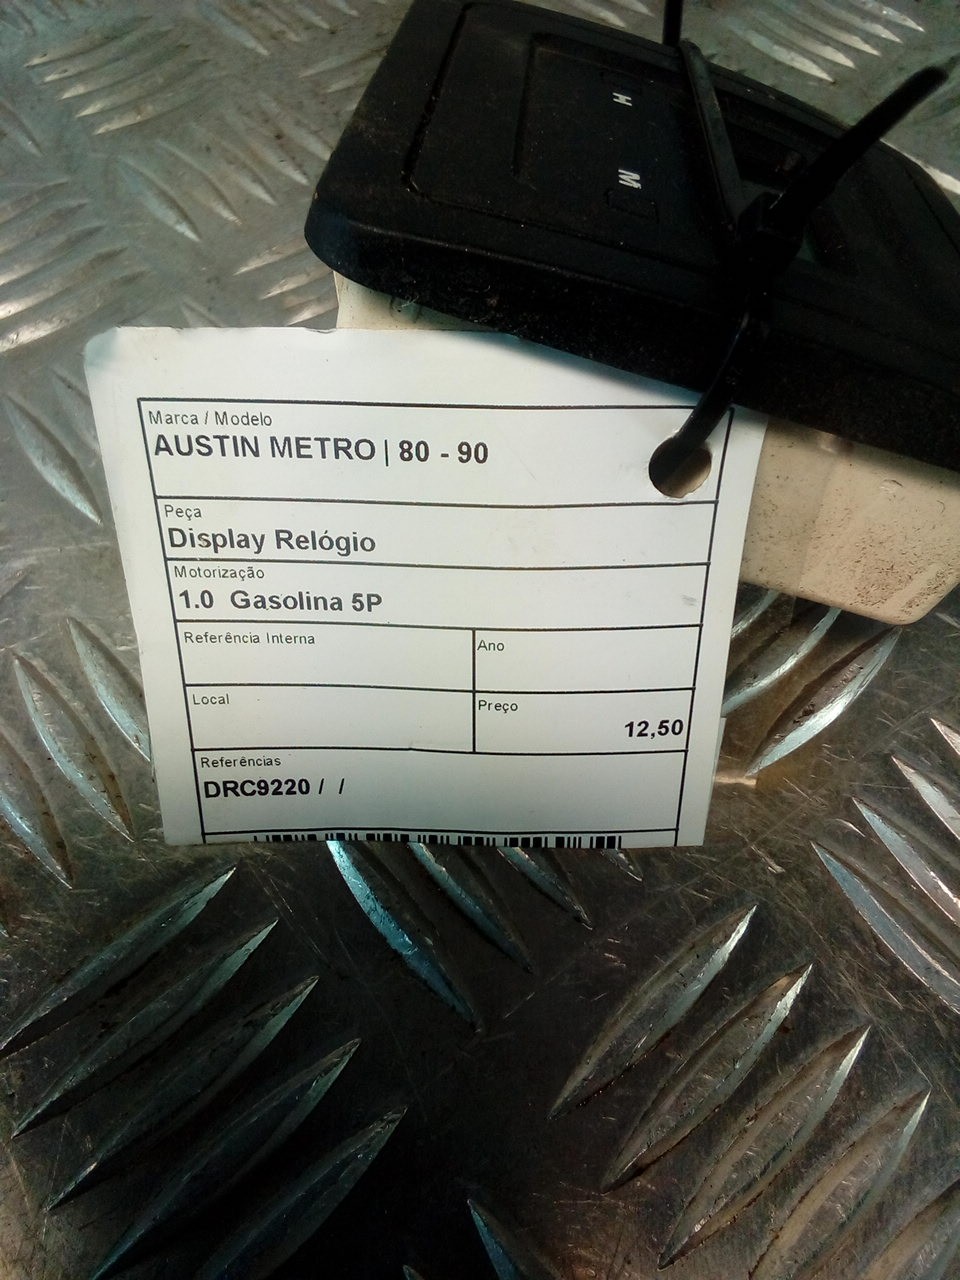 H
M
Marca / Modelo
AUSTIN METRO | 80 - 90
Peça
Display Relógio
Motorização
1.0 Gasolina 5P
Referência Interna
Ano
Local
Preço
12,50
Referências
DRC9220 / /